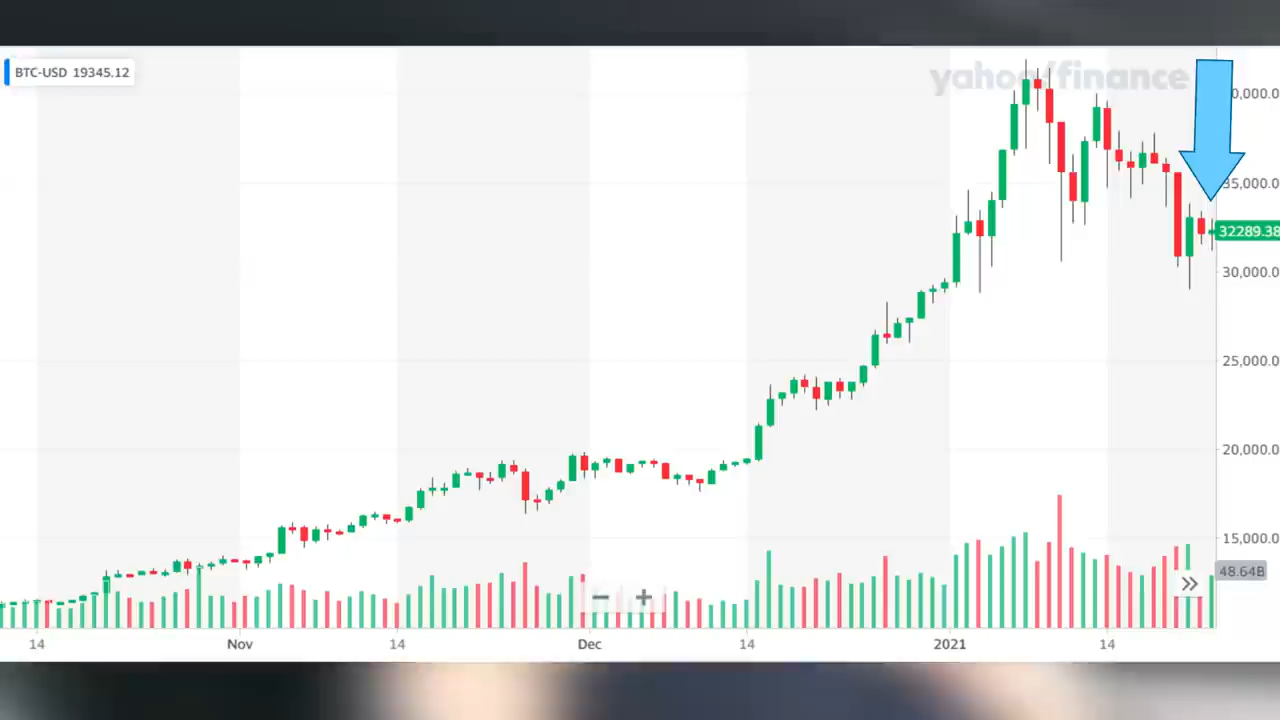 BTC-USD 19345.12
yahoo!finance
0,000.0
35,000.0
32289.38
30,000.0
25,000.0
20,000.0
15,000.0
48.64B
14 Nov 14 Dec 14 2021 14